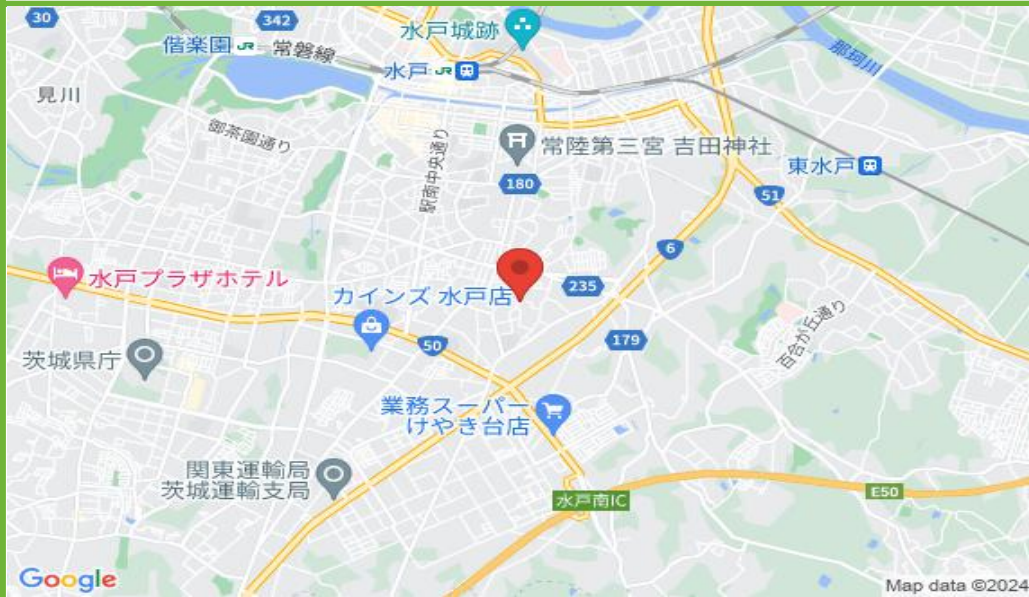 30
342
水戸城跡
偕楽園 JR 常磐線
水戸 JR
那珂川
見川
御茶園通り
駅南中央通り
常陸第三宮 吉田神社
東水戸
180
51
6
水戸プラザホテル
カインズ 水戸店
235
50
179
百合が丘通り
茨城県庁
業務スーパー
けやき台店
関東運輸局
茨城運輸支局
水戸南IC
E50
Google
Map data ©2024